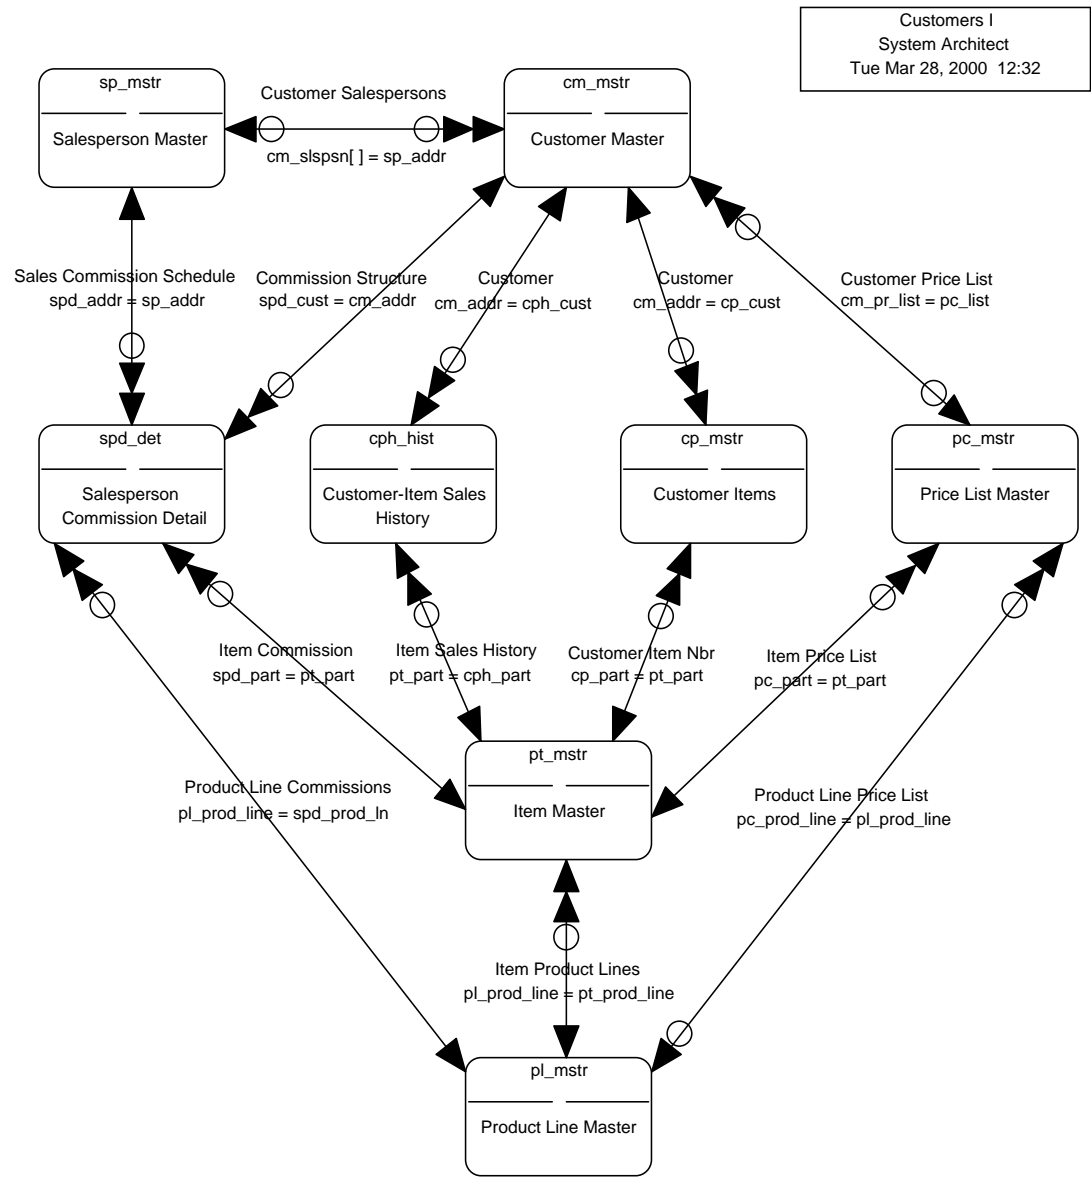 Customers I
System Architect
Tue Mar 28, 2000  12:32
sp_mstr
Salesperson Master
Customer Salespersons
cm_slspsn[ ] = sp_addr
cm_mstr
Customer Master
Sales Commission Schedule
spd_addr = sp_addr
Commission Structure
spd_cust = cm_addr
Customer
cm_addr = cph_cust
Customer
cm_addr = cp_cust
Customer Price List
cm_pr_list = pc_list
spd_det
Salesperson
Commission Detail
cph_hist
Customer-Item Sales
History
cp_mstr
Customer Items
pc_mstr
Price List Master
Item Commission
spd_part = pt_part
Item Sales History
pt_part = cph_part
Customer Item Nbr
cp_part = pt_part
Item Price List
pc_part = pt_part
pt_mstr
Item Master
Product Line Commissions
pl_prod_line = spd_prod_ln
Product Line Price List
pc_prod_line = pl_prod_line
Item Product Lines
pl_prod_line = pt_prod_line
pl_mstr
Product Line Master